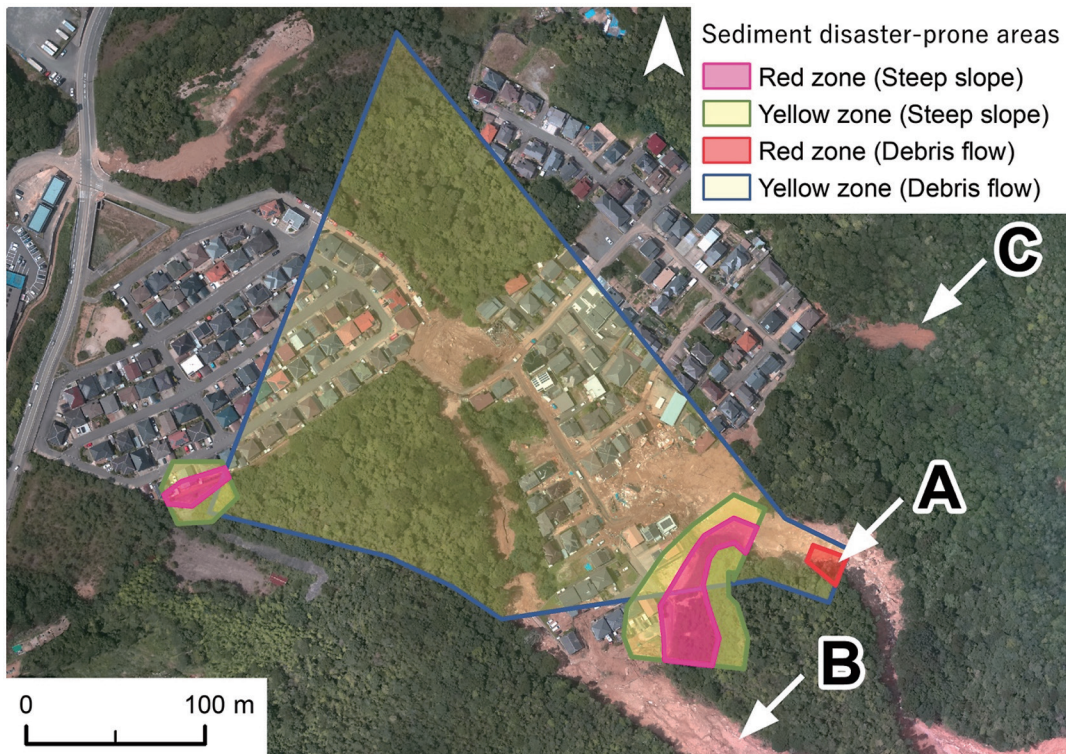 Sediment disaster-prone areas
Red zone (Steep slope)
Yellow zone (Steep slope)
Red zone (Debris flow)
Yellow zone (Debris flow)
C
A
B
0 100 m